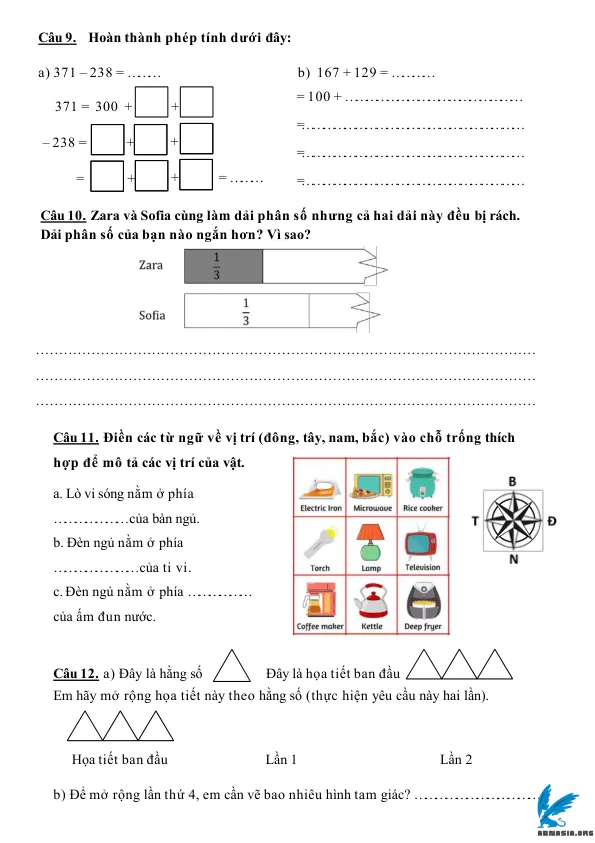 Câu 9. Hoàn thành phép tính dưới đây:
a) 371 – 238 = ………
b) 167 + 129 = …………
371 = 300 + +
= 100 + ……………………………………
– 238 = + +
=………………………………………………
=………………………………………………
= + + = ………
=………………………………………………
Câu 10. Zara và Sofia cùng làm dải phân số nhưng cả hai dải này đều bị rách.
Dải phân số của bạn nào ngắn hơn? Vì sao?
Zara 1/3
Sofia 1/3
………………………………………………………………………………………………
………………………………………………………………………………………………
………………………………………………………………………………………………
Câu 11. Điền các từ ngữ về vị trí (đông, tây, nam, bắc) vào chỗ trống thích
hợp để mô tả các vị trí của vật.
a. Lò vi sóng nằm ở phía
………………của bàn ngủ.
b. Đèn ngủ nằm ở phía
…………………của ti vi.
c. Đèn ngủ nằm ở phía ……………
của ấm đun nước.
Electric Iron Microwave Rice cooker
Torch Lamp Television
Coffee maker Kettle Deep fryer
B
T Đ
N
Câu 12. a) Đây là hằng số Đây là họa tiết ban đầu
Em hãy mở rộng họa tiết này theo hằng số (thực hiện yêu cầu này hai lần).
Họa tiết ban đầu Lần 1 Lần 2
b) Để mở rộng lần thứ 4, em cần vẽ bao nhiêu hình tam giác? …………………………
ABNASIA.ORG